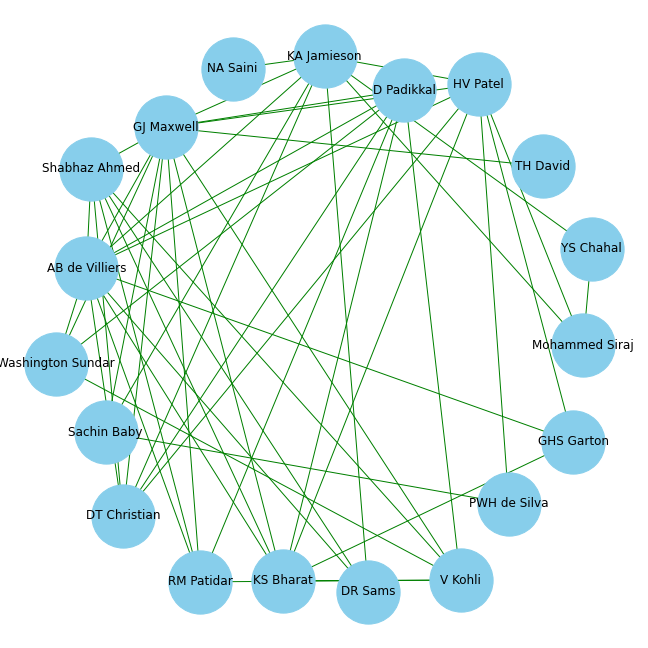 KA Jamieson
NA Saini
D Padikkal
HV Patel
GJ Maxwell
Shabhaz Ahmed
TH David
YS Chahal
AB de Villiers
Mohammed Siraj
Washington Sundar
Sachin Baby
GHS Garton
DT Christian
PWH de Silva
RM Patidar
KS Bharat
DR Sams
V Kohli